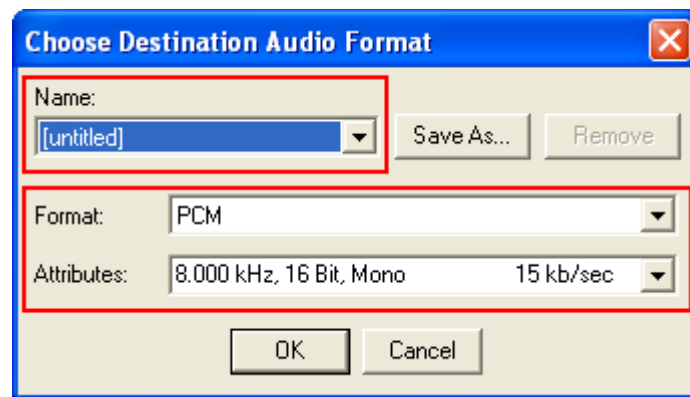 Choose Destination Audio Format
Name:
[untitled]
Save As...
Remove
Format:
PCM
Attributes:
8.000 kHz, 16 Bit, Mono 15 kb/sec
OK
Cancel